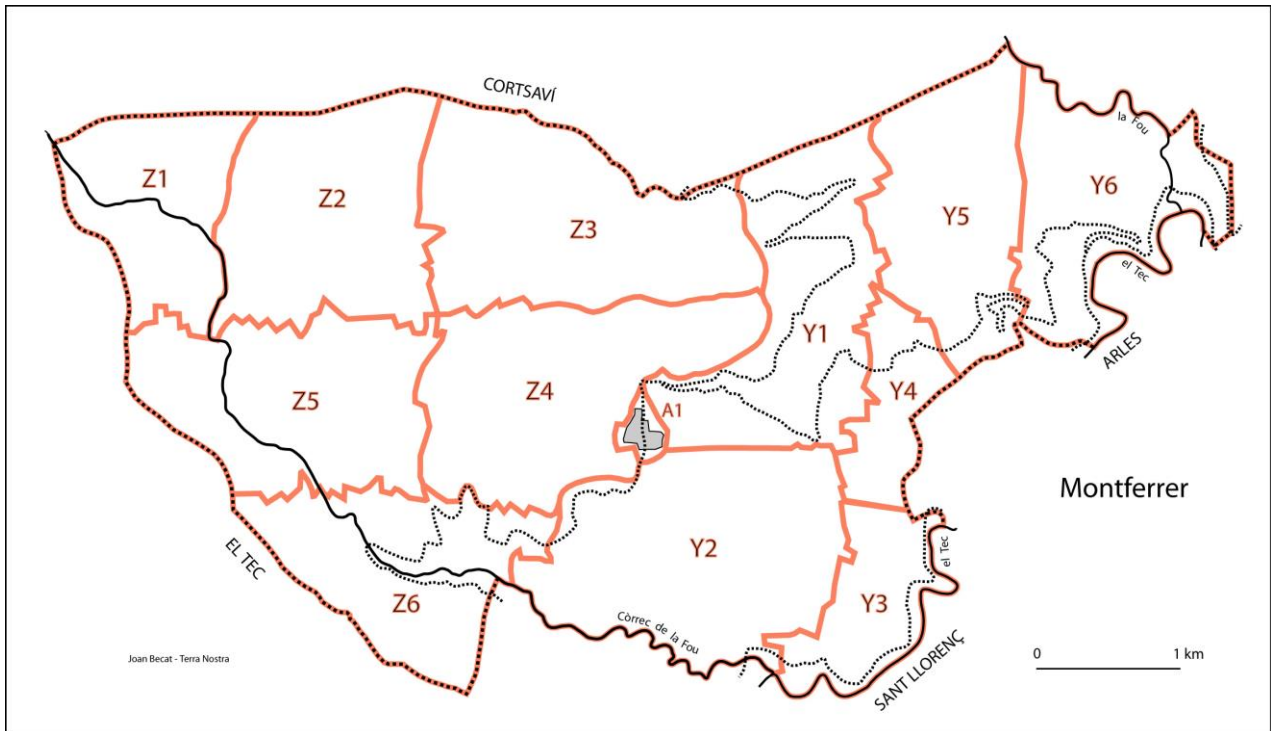 CORTSAVÍ
la Fou
Z1
Z2
Z3
Y5
Y6
el Tec
Y1
ARLES
Z5
Z4
Y4
A1
Montferrer
EL TEC
Y2
el Tec
Y3
Z6
Còrrec de la Fou
SANT LLORENÇ
Joan Becat - Terra Nostra
0
1 km